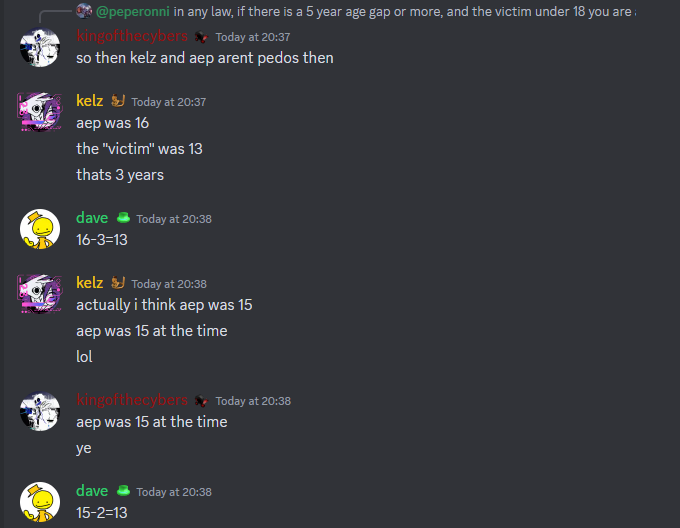 @peperonni in any law, if there is a 5 year age gap or more, and the victim under 18 you are
kingofthecybers Today at 20:37
so then kelz and aep arent pedos then
kelz Today at 20:37
aep was 16
the "victim" was 13
thats 3 years
dave Today at 20:38
16-3=13
kelz Today at 20:38
actually i think aep was 15
aep was 15 at the time
lol
kingofthecybers Today at 20:38
aep was 15 at the time
ye
dave Today at 20:38
15-2=13